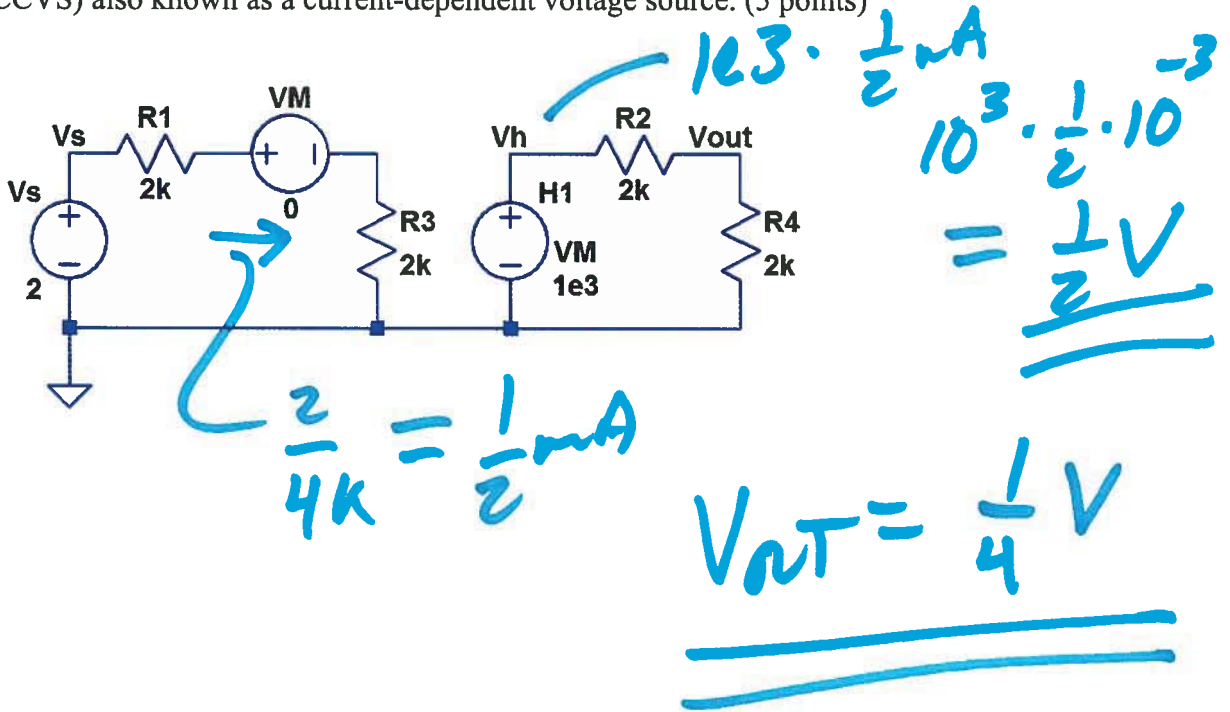 CCVS) also known as a current-dependent voltage source. (5 points)
1e3 · 1/2 mA
10^3 · 1/2 · 10^-3
= 1/2 V
Vs
R1
2k
VM
+ −
0
Vs
+
−
2
R3
2k
Vh
R2
2k
Vout
H1
+
−
VM
1e3
R4
2k
2/4K = 1/2 mA
VOUT = 1/4 V